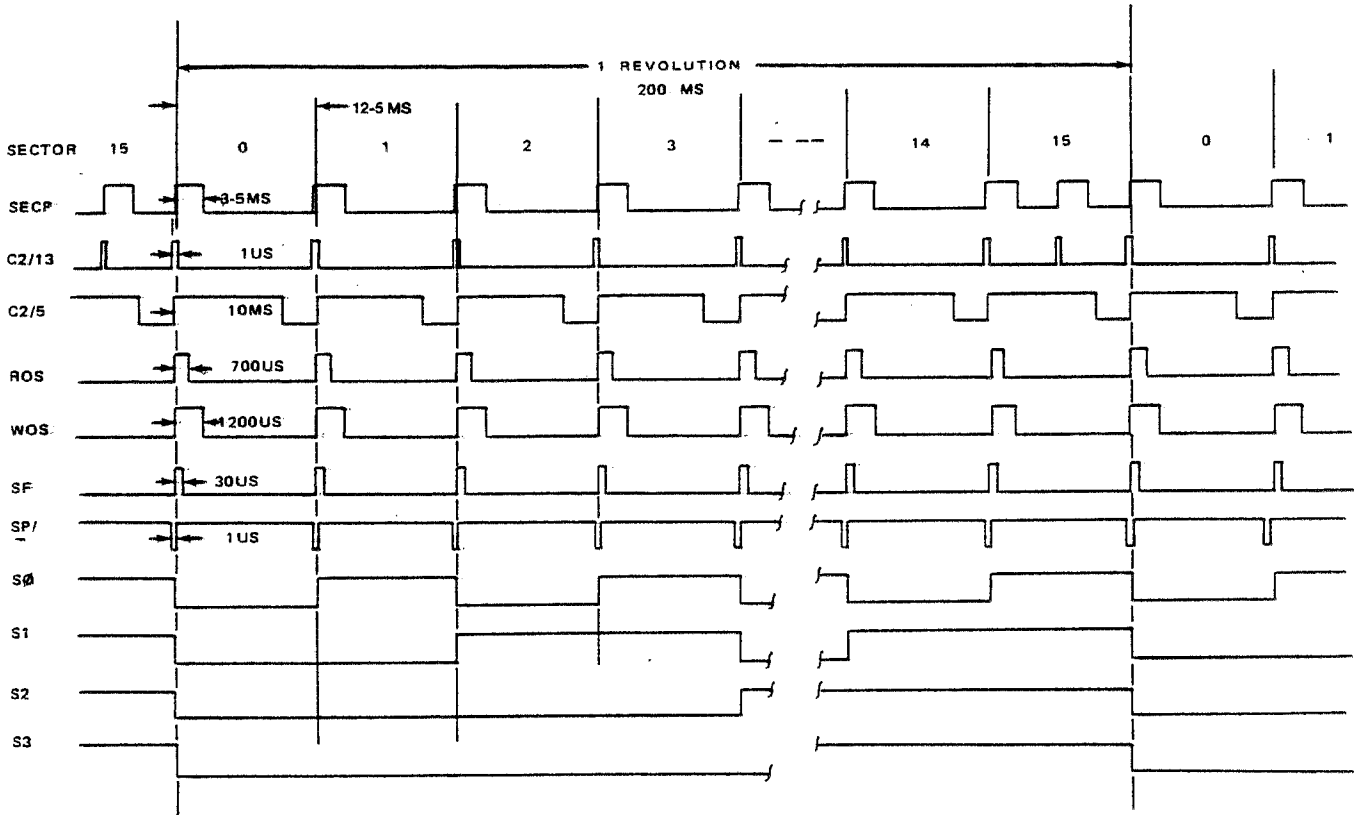 1 REVOLUTION
200 MS
12-5 MS
SECTOR 15 0 1 2 3 - -- 14 15 0 1
SECP 3-5MS
C2/13 1US
C2/5 10MS
ROS 700US
WOS 1200US
SF 30US
SP/ 1US
SØ
S1
S2
S3